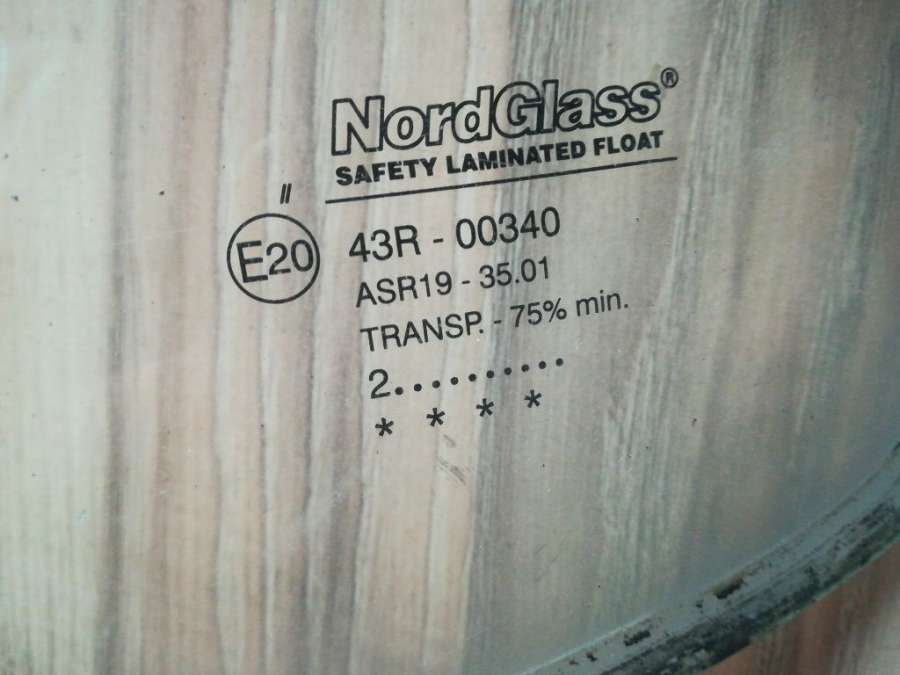 NordGlass®
SAFETY LAMINATED FLOAT
II
E20
43R - 00340
ASR19 - 35.01
TRANSP. - 75% min.
2..........
* * * *